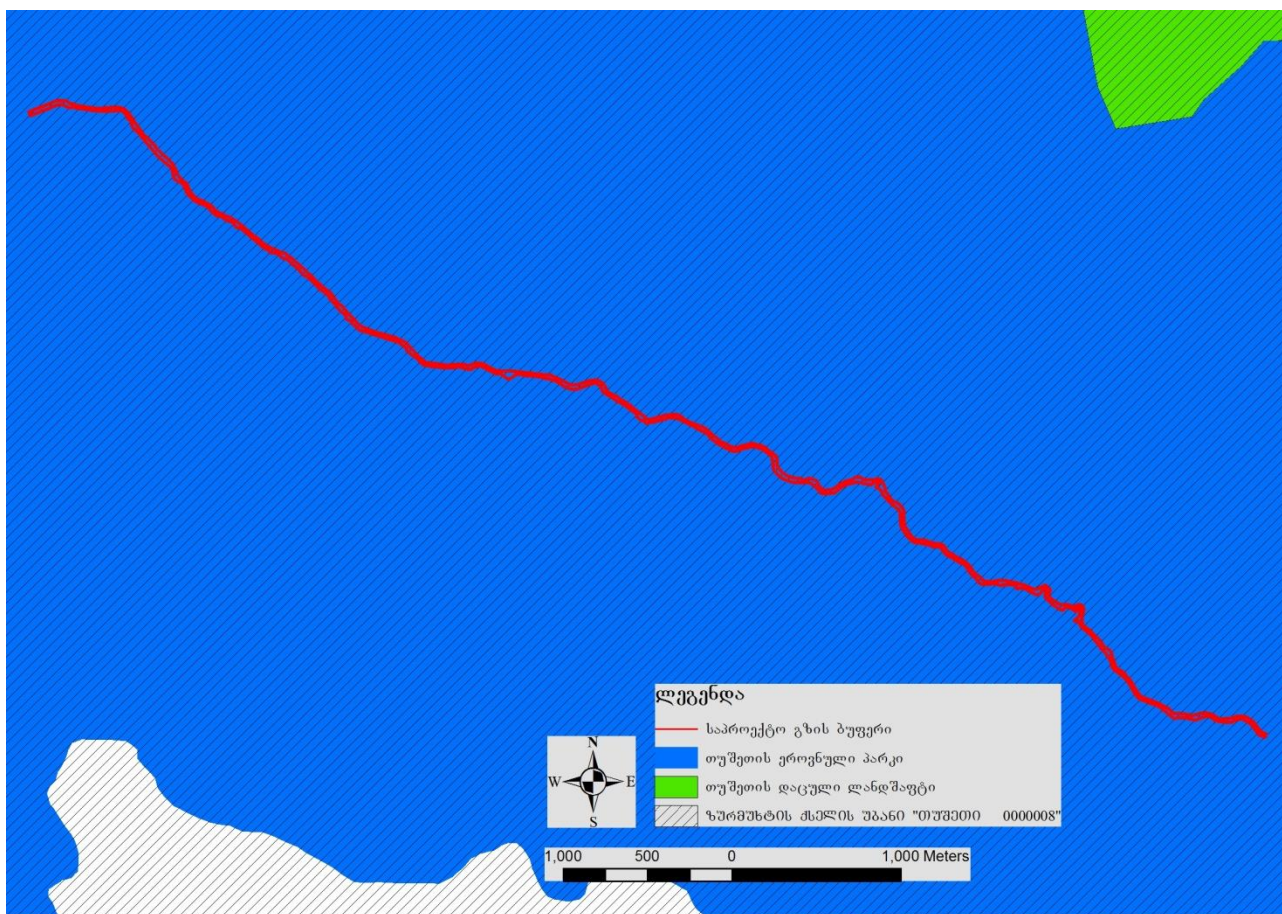 ლეგენდა
საპროექტო გზის ბუფერი
თუშეთის ეროვნული პარკი
თუშეთის დაცული ლანდშაფტი
ზურმუხტის ქსელის უბანი "თუშეთი 0000008"
N
W E
S
1,000 500 0 1,000 Meters